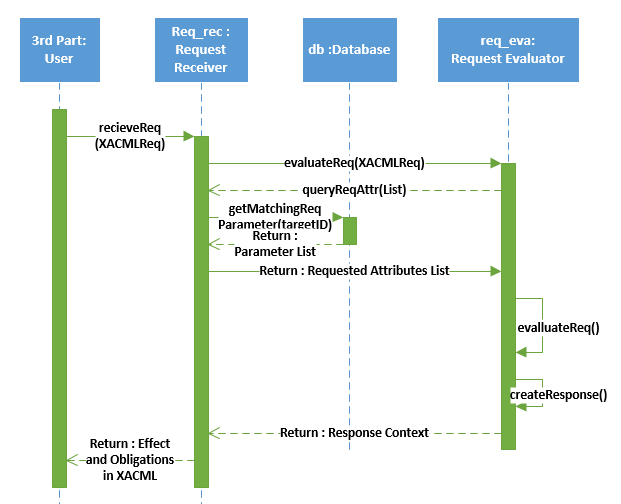 3rd Part:
User
Req_rec :
Request
Receiver
db :Database
req_eva:
Request Evaluator
recieveReq
(XACMLReq)
evaluateReq(XACMLReq)
queryReqAttr(List)
getMatchingReq
Parameter(targetID)
Return :
Parameter List
Return : Requested Attributes List
evalluateReq()
createResponse()
Return : Response Context
Return : Effect
and Obligations
in XACML